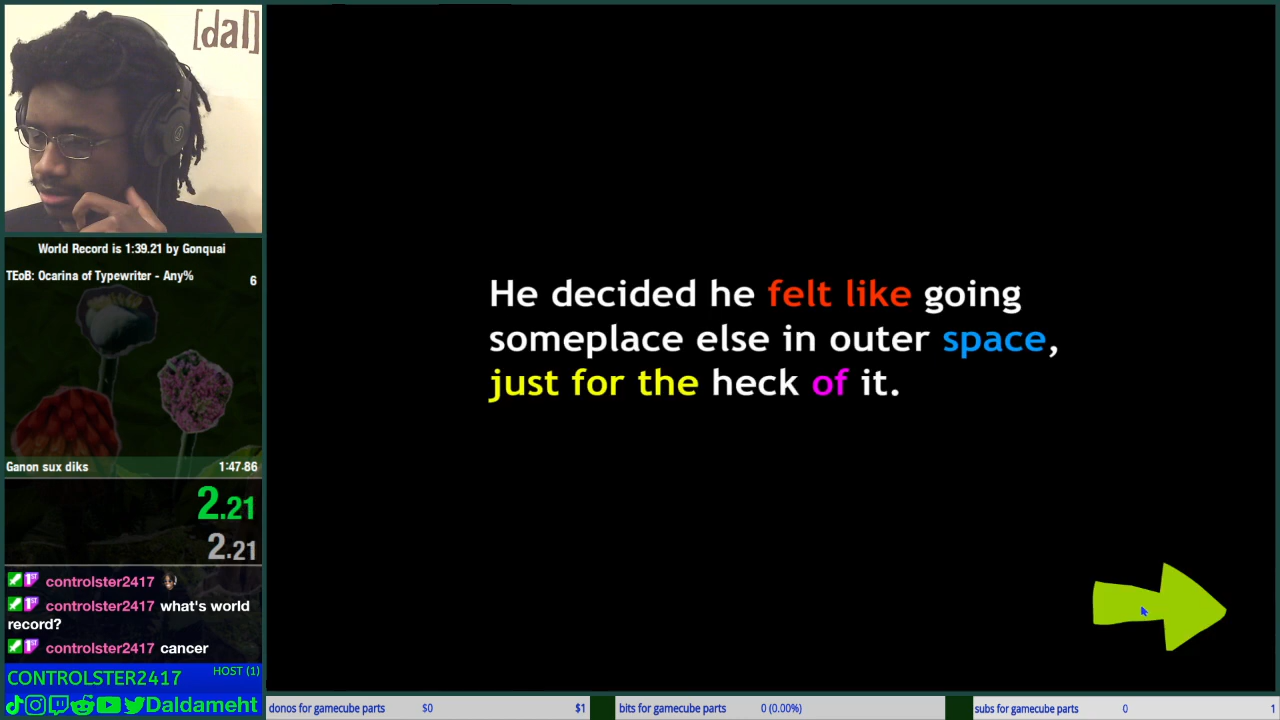 [dal]
World Record is 1:39.21 by Gonquai
TEoB: Ocarina of Typewriter - Any%
6
Ganon sux diks 1:47.86
2.21
2.21
controlster2417
controlster2417 what's world
record?
controlster2417 cancer
CONTROLSTER2417 HOST (1)
Daldameht
He decided he felt like going
someplace else in outer space,
just for the heck of it.
donos for gamecube parts $0 $1
bits for gamecube parts 0 (0.00%)
subs for gamecube parts 0 1